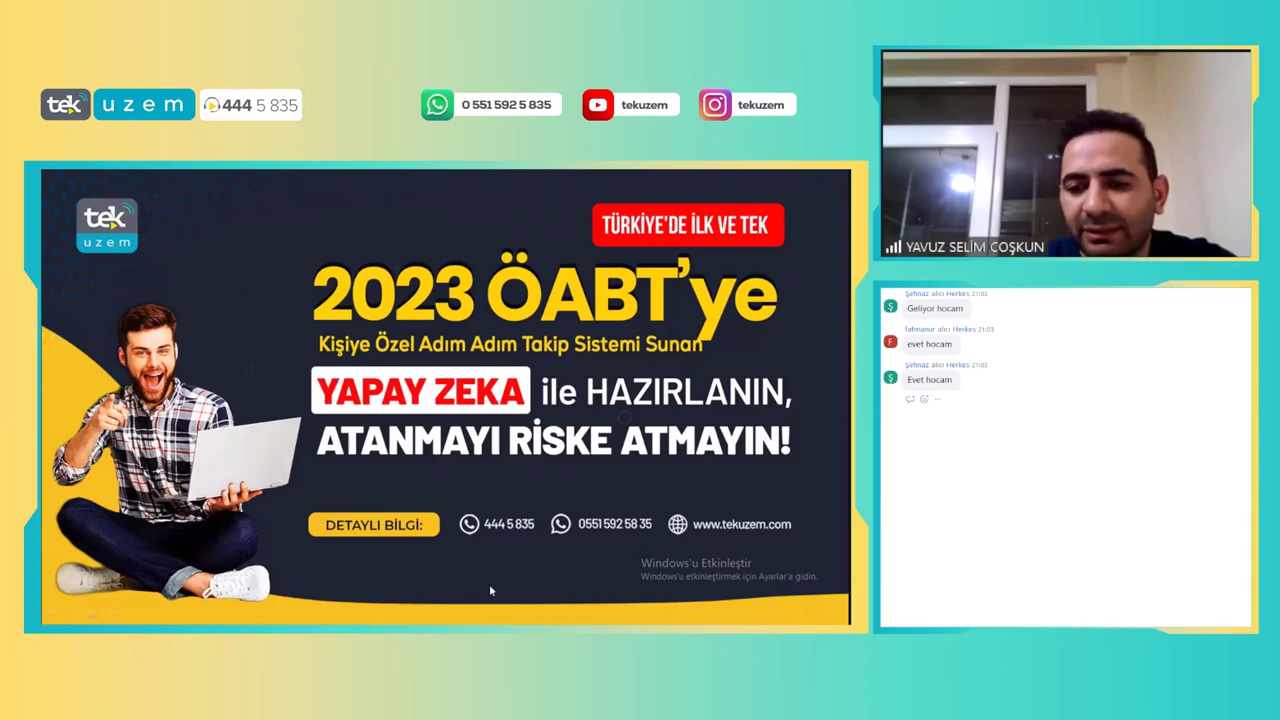 tek uzem 444 5 835
0 551 592 5 835
tekuzem
tekuzem
tek
uzem
TÜRKİYE'DE İLK VE TEK
2023 ÖABT'ye
Kişiye Özel Adım Adım Takip Sistemi Sunan
YAPAY ZEKA ile HAZIRLANIN,
ATANMAYI RİSKE ATMAYIN!
DETAYLI BİLGİ: 444 5 835 0551 592 58 35 www.tekuzem.com
Windows'u Etkinleştir
Windows'u etkinleştirmek için Ayarlar'a gidin.
YAVUZ SELİM COŞKUN
Şehnaz alıcı Herkes 21:03
Ş
Geliyor hocam
fatmanur alıcı Herkes 21:03
F
evet hocam
Şehnaz alıcı Herkes 21:03
Ş
Evet hocam